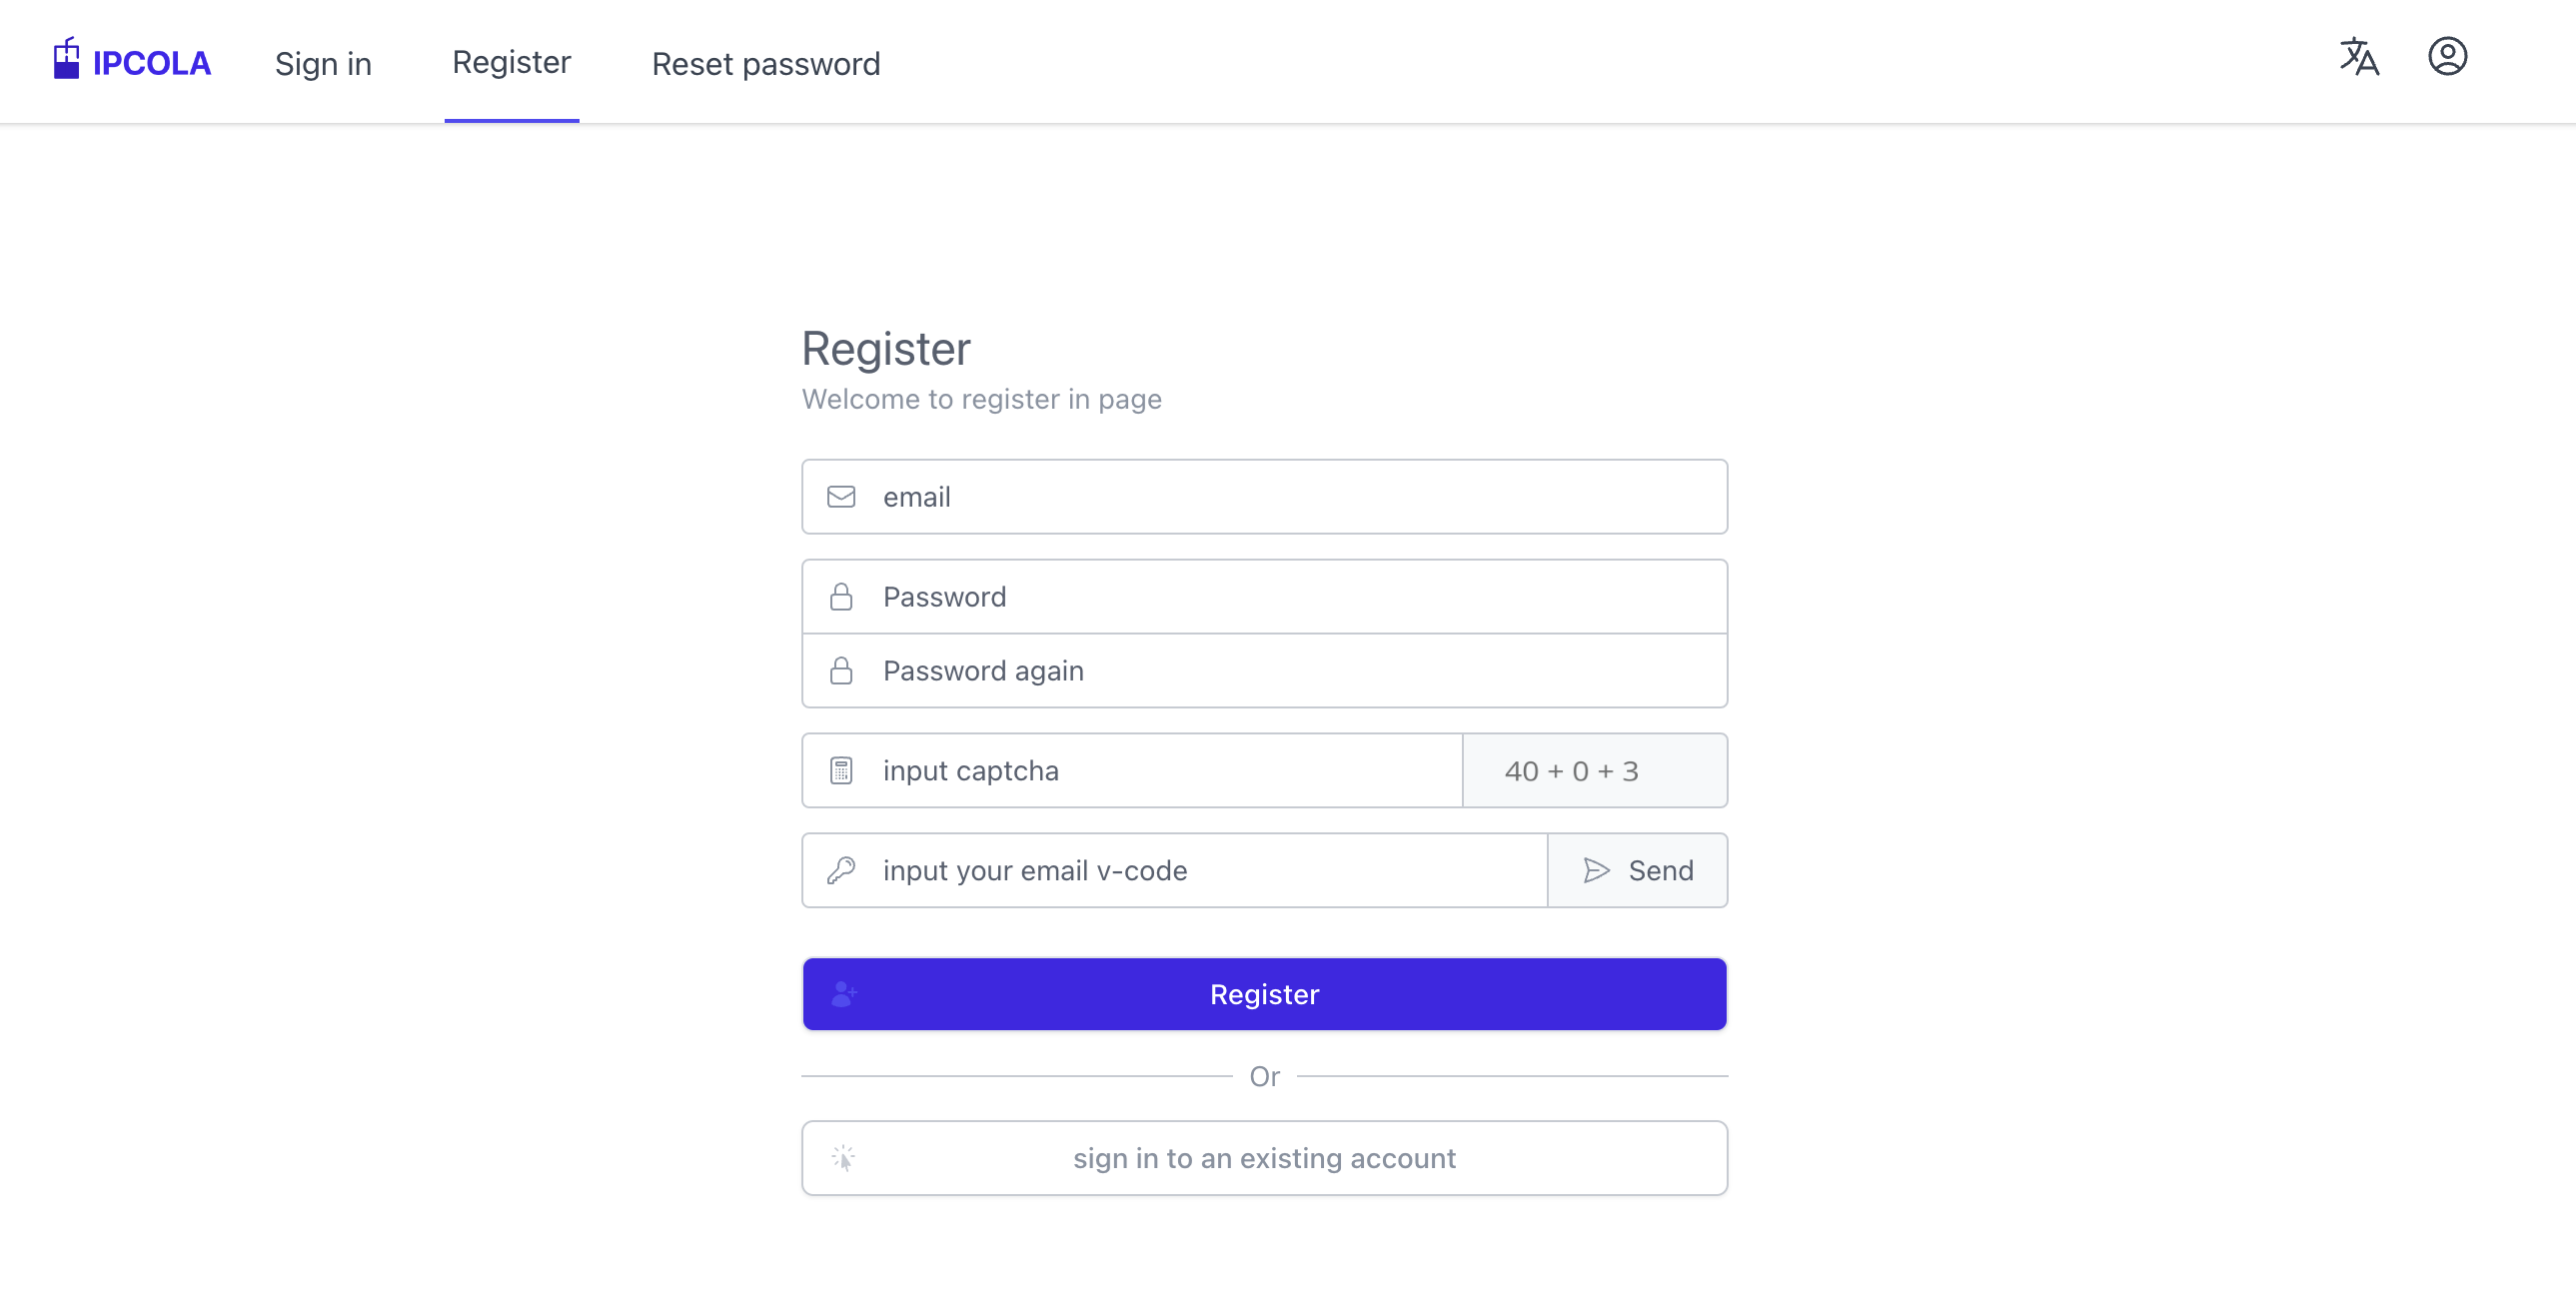 IPCOLA Sign in Register Reset password
Register
Welcome to register in page
email
Password
Password again
input captcha 40 + 0 + 3
input your email v-code Send
Register
Or
sign in to an existing account